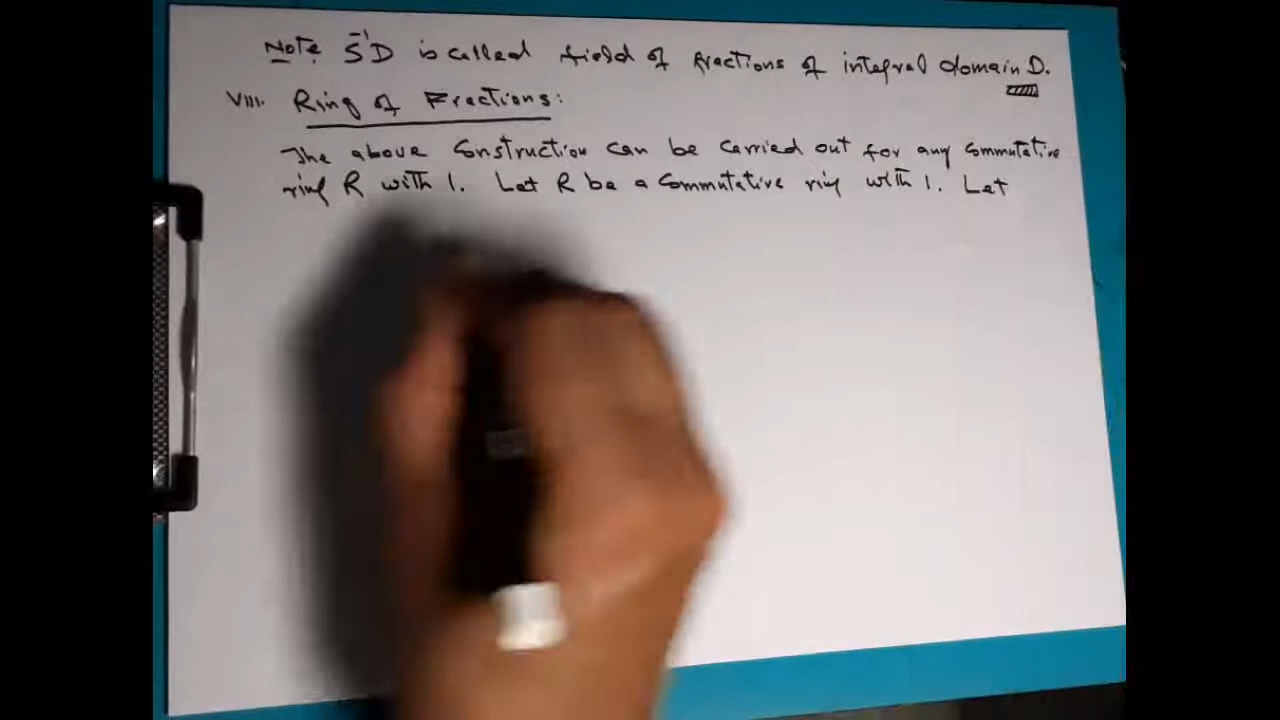 Note S⁻¹D is called field of fractions of integral domain D.
VIII. Ring of Fractions:
The above Construction can be carried out for any Commutative
ring R with 1. Let R be a Commutative ring with 1. Let